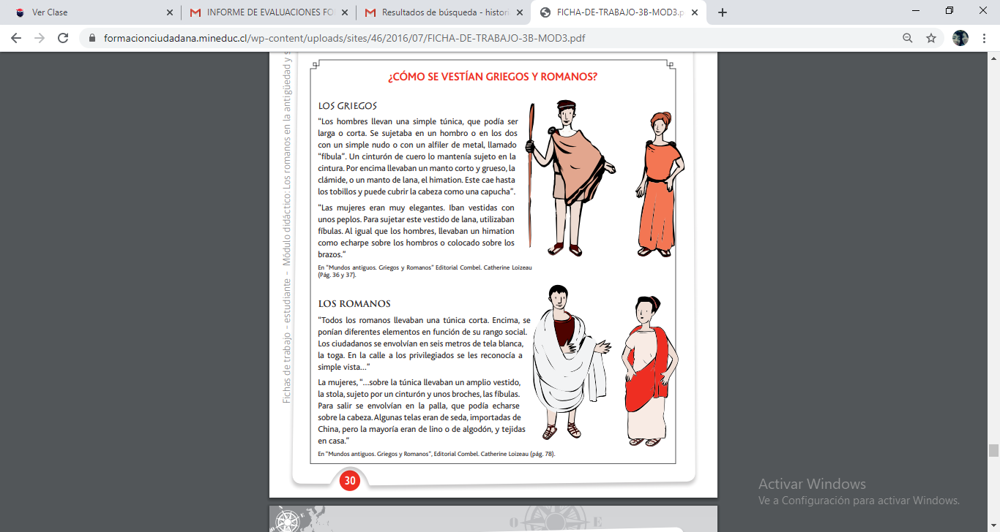 Ver Clase
INFORME DE EVALUACIONES FO
Resultados de búsqueda - histori
FICHA-DE-TRABAJO-3B-MOD3.p
formacionciudadana.mineduc.cl/wp-content/uploads/sites/46/2016/07/FICHA-DE-TRABAJO-3B-MOD3.pdf
Fichas de trabajo - estudiante - Módulo didáctico: Los romanos en la antigüedad y s
¿CÓMO SE VESTÍAN GRIEGOS Y ROMANOS?
LOS GRIEGOS
"Los hombres llevan una simple túnica, que podía ser
larga o corta. Se sujetaba en un hombro o en los dos
con un simple nudo o con un alfiler de metal, llamado
"fíbula". Un cinturón de cuero lo mantenía sujeto en la
cintura. Por encima llevaban un manto corto y grueso, la
clámide, o un manto de lana, el himation. Este cae hasta
los tobillos y puede cubrir la cabeza como una capucha".
"Las mujeres eran muy elegantes. Iban vestidas con
unos peplos. Para sujetar este vestido de lana, utilizaban
fíbulas. Al igual que los hombres, llevaban un himation
como echarpe sobre los hombros o colocado sobre los
brazos."
En "Mundos antiguos. Griegos y Romanos" Editorial Combel. Catherine Loizeau
(Pág. 36 y 37).
LOS ROMANOS
"Todos los romanos llevaban una túnica corta. Encima, se
ponían diferentes elementos en función de su rango social.
Los ciudadanos se envolvían en seis metros de tela blanca,
la toga. En la calle a los privilegiados se les reconocía a
simple vista..."
La mujeres, "...sobre la túnica llevaban un amplio vestido,
la stola, sujeto por un cinturón y unos broches, las fíbulas.
Para salir se envolvían en la palla, que podía echarse
sobre la cabeza. Algunas telas eran de seda, importadas de
China, pero la mayoría eran de lino o de algodón, y tejidas
en casa."
En "Mundos antiguos. Griegos y Romanos", Editorial Combel. Catherine Loizeau (pág. 78).
30
Activar Windows
Ve a Configuración para activar Windows.
O E